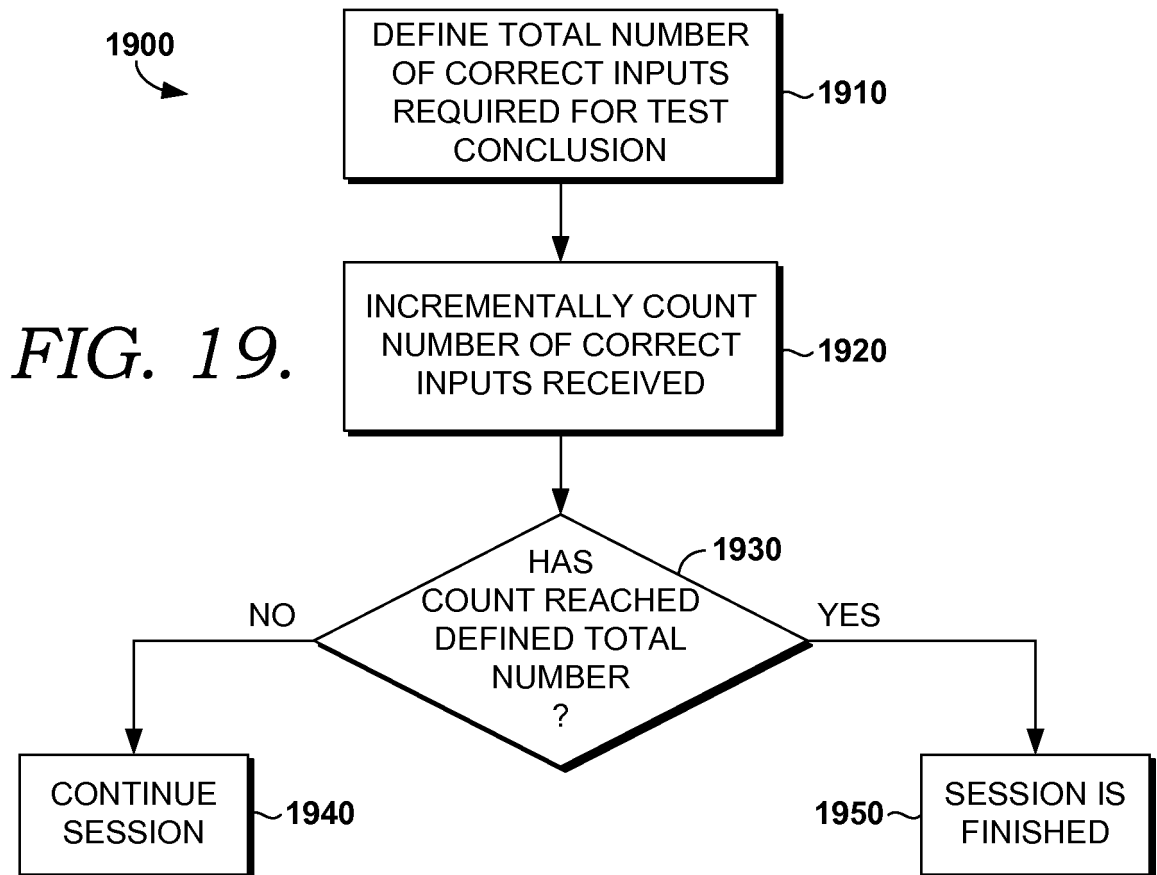 1900
DEFINE TOTAL NUMBER
OF CORRECT INPUTS
REQUIRED FOR TEST
CONCLUSION
1910
INCREMENTALLY COUNT
NUMBER OF CORRECT
INPUTS RECEIVED
1920
FIG. 19.
HAS
COUNT REACHED
DEFINED TOTAL
NUMBER
?
1930
NO
YES
CONTINUE
SESSION
1940
1950
SESSION IS
FINISHED